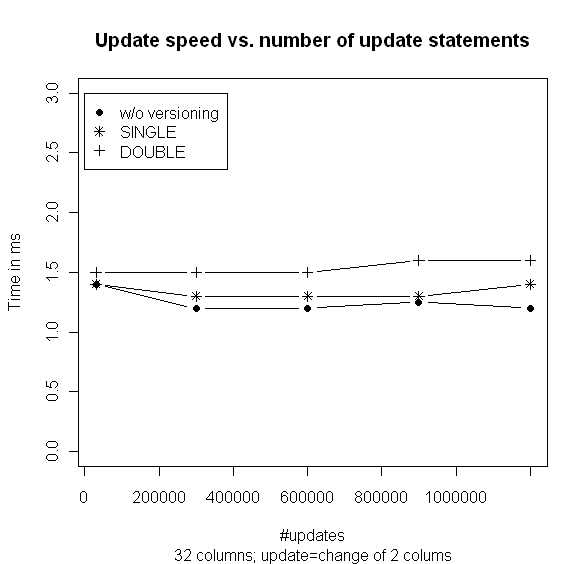 Update speed vs. number of update statements
3.0
2.5
2.0
1.5
1.0
0.5
0.0
Time in ms
w/o versioning
SINGLE
DOUBLE
0
200000
400000
600000
800000
1000000
#updates
32 columns; update=change of 2 colums